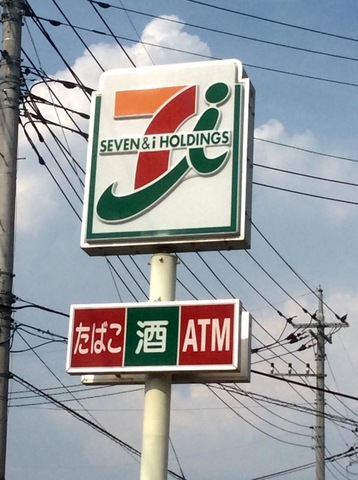 7i
SEVEN & i HOLDINGS
たばこ 酒 ATM